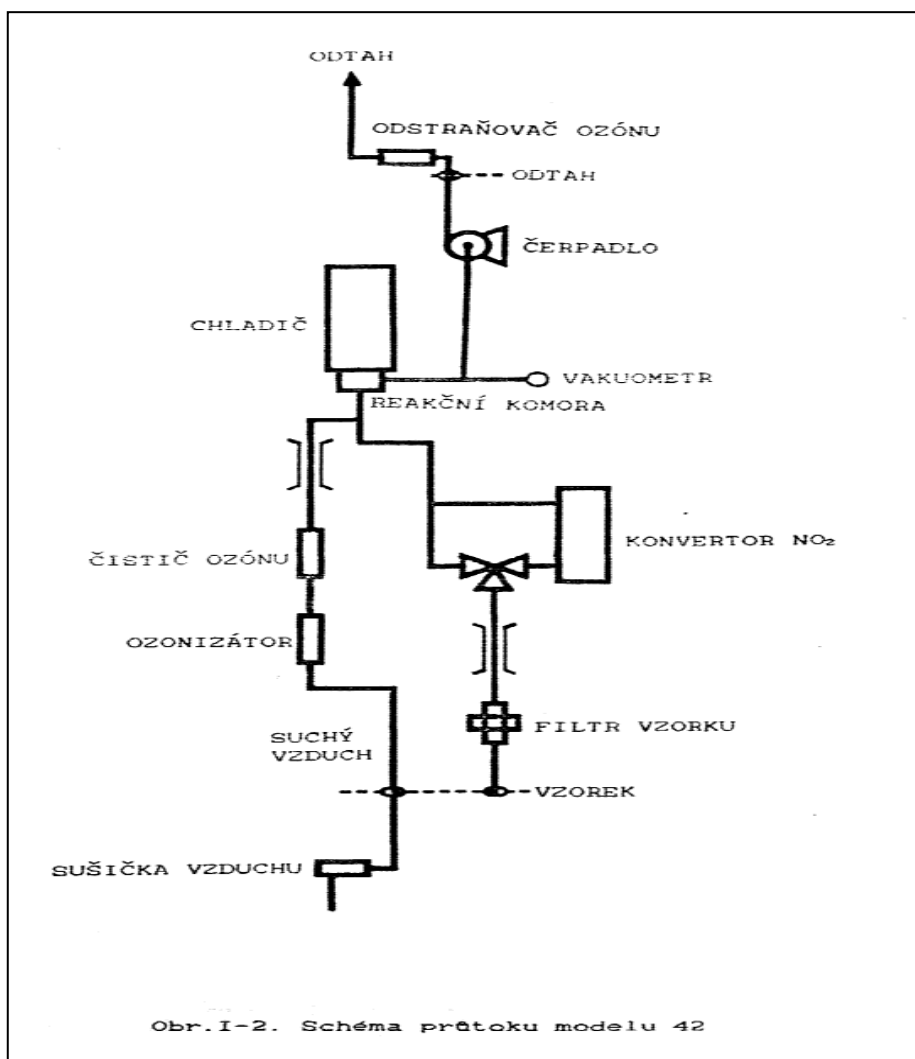 ODTAH
ODSTRAŇOVAČ OZÓNU
ODTAH
ČERPADLO
CHLADIČ
VAKUOMETR
REAKČNÍ KOMORA
KONVERTOR NO₂
ČISTIČ OZÓNU
OZONIZÁTOR
FILTR VZORKU
SUCHÝ
VZDUCH
VZOREK
SUŠIČKA VZDUCHU
Obr.I-2. Schéma průtoku modelu 42